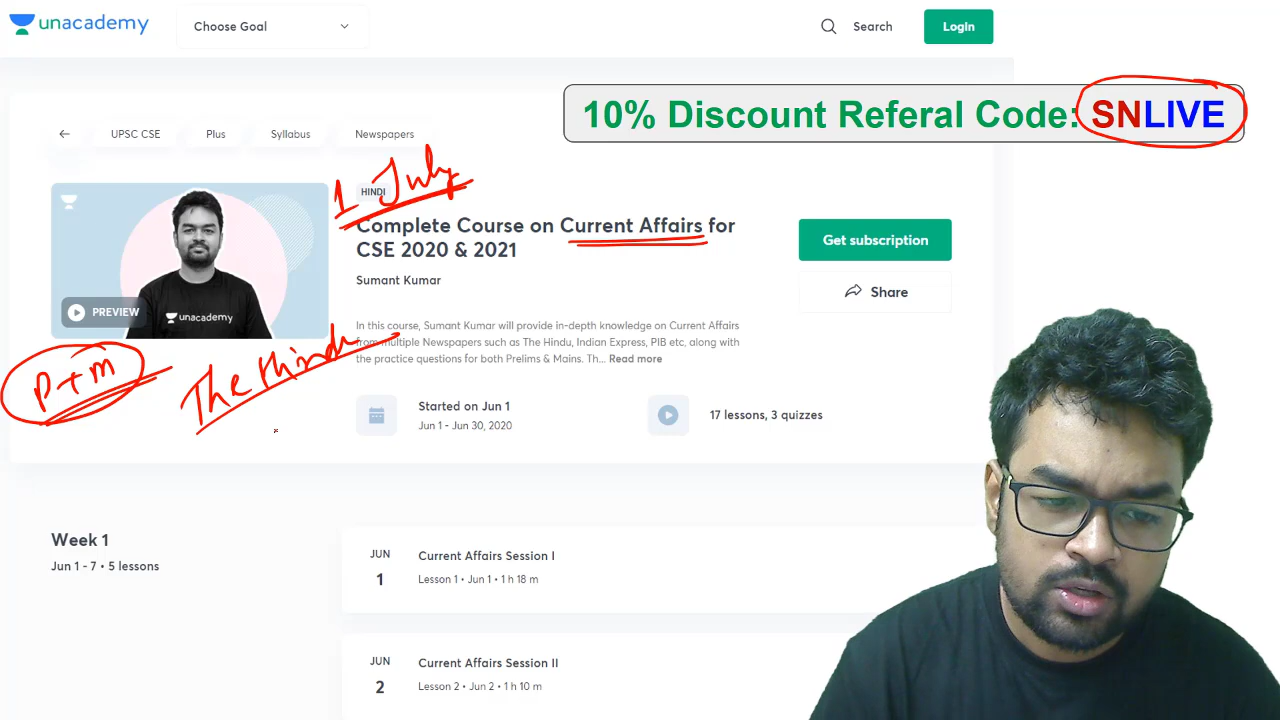 unacademy
Choose Goal
Search
Login
10% Discount Referal Code: SNLIVE
UPSC CSE
Plus
Syllabus
Newspapers
1 July
HINDI
Complete Course on Current Affairs for
CSE 2020 & 2021
Sumant Kumar
Get subscription
Share
PREVIEW
unacademy
In this course, Sumant Kumar will provide in-depth knowledge on Current Affairs
from multiple Newspapers such as The Hindu, Indian Express, PIB etc, along with
the practice questions for both Prelims & Mains. Th... Read more
P+m
The Hindu
Started on Jun 1
Jun 1 - Jun 30, 2020
17 lessons, 3 quizzes
Week 1
Jun 1 - 7 • 5 lessons
JUN
1
Current Affairs Session I
Lesson 1 • Jun 1 • 1 h 18 m
JUN
2
Current Affairs Session II
Lesson 2 • Jun 2 • 1 h 10 m